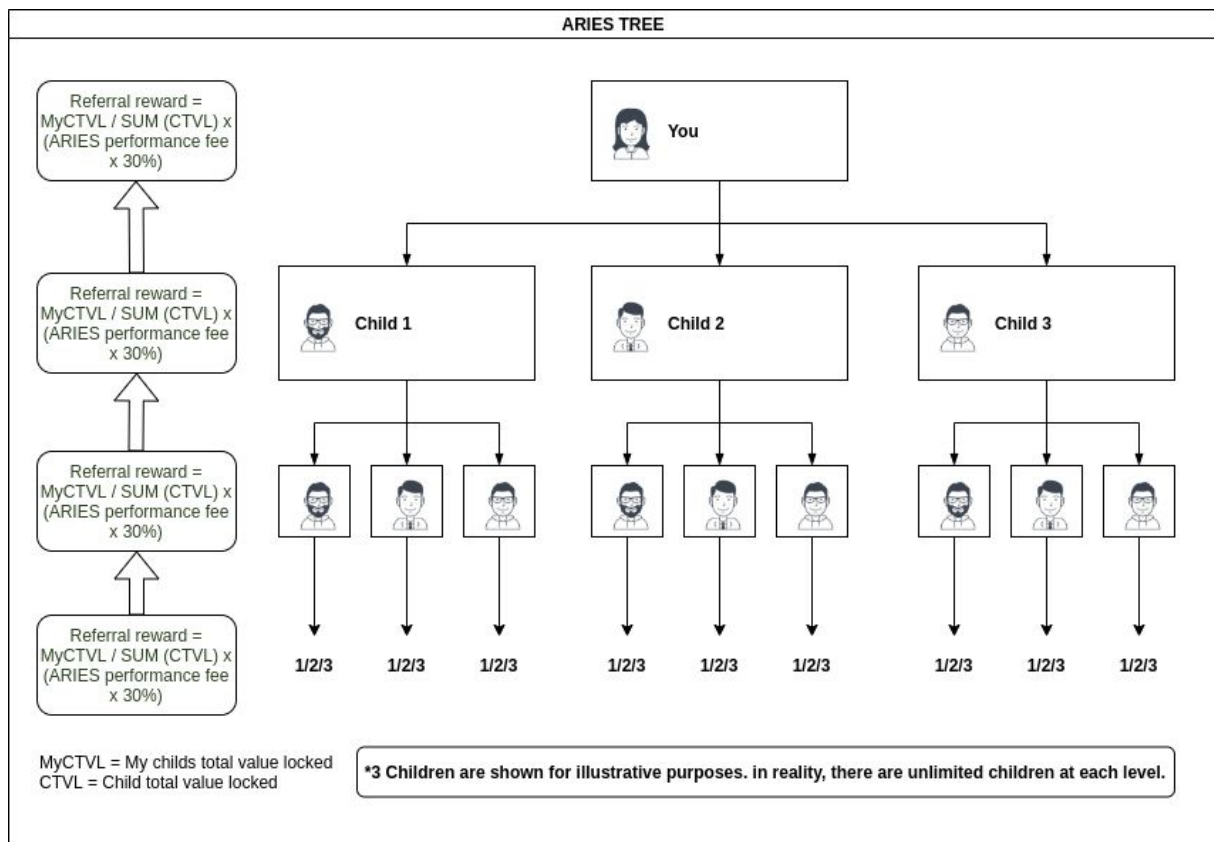 ARIES TREE
Referral reward =
MyCTVL / SUM (CTVL) x
(ARIES performance fee
x 30%)
You
Referral reward =
MyCTVL / SUM (CTVL) x
(ARIES performance fee
x 30%)
Child 1
Child 2
Child 3
Referral reward =
MyCTVL / SUM (CTVL) x
(ARIES performance fee
x 30%)
Referral reward =
MyCTVL / SUM (CTVL) x
(ARIES performance fee
x 30%)
1/2/3
1/2/3
1/2/3
1/2/3
1/2/3
1/2/3
1/2/3
1/2/3
1/2/3
MyCTVL = My childs total value locked
CTVL = Child total value locked
*3 Children are shown for illustrative purposes. in reality, there are unlimited children at each level.